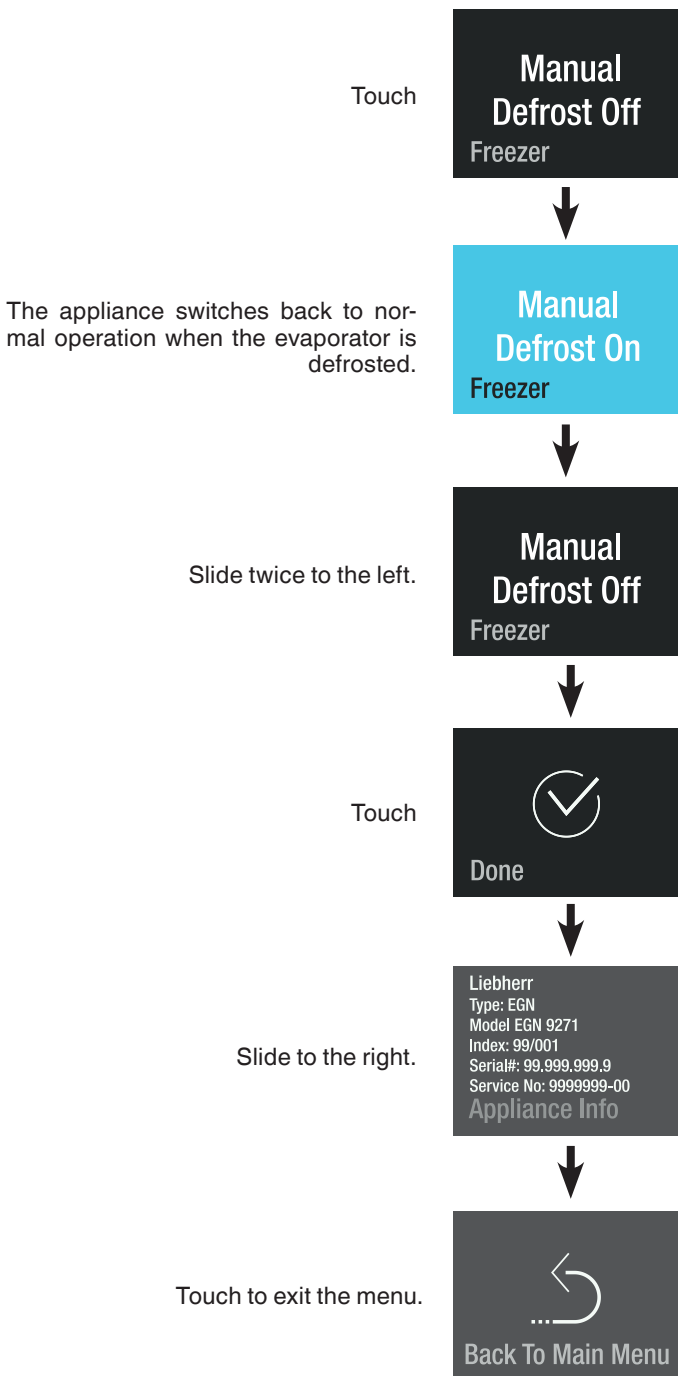 Touch
Manual
Defrost Off
Freezer
The appliance switches back to nor-
mal operation when the evaporator is
defrosted.
Manual
Defrost On
Freezer
Slide twice to the left.
Manual
Defrost Off
Freezer
Touch
Done
Slide to the right.
Liebherr
Type: EGN
Model EGN 9271
Index: 99/001
Serial#: 99.999.999.9
Service No: 9999999-00
Appliance Info
Touch to exit the menu.
Back To Main Menu